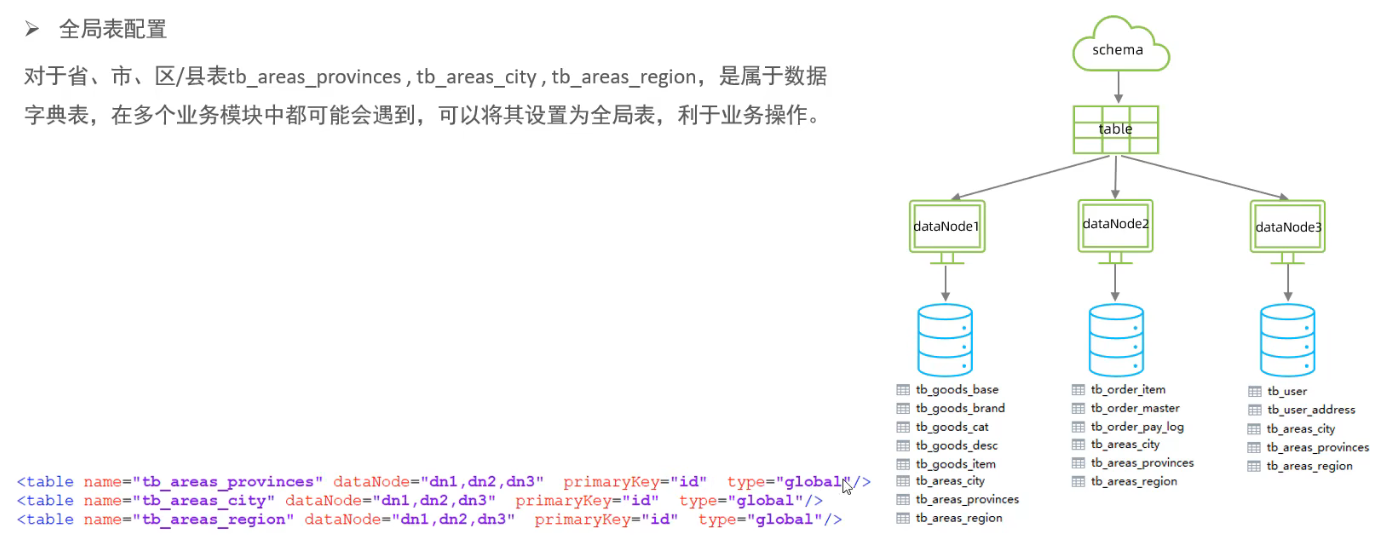 ➢ 全局表配置
对于省、市、区/县表tb_areas_provinces , tb_areas_city , tb_areas_region，是属于数据
字典表，在多个业务模块中都可能会遇到，可以将其设置为全局表，利于业务操作。
<table name="tb_areas_provinces" dataNode="dn1,dn2,dn3"  primaryKey="id"  type="global"/>
<table name="tb_areas_city" dataNode="dn1,dn2,dn3"  primaryKey="id"  type="global"/>
<table name="tb_areas_region" dataNode="dn1,dn2,dn3"  primaryKey="id"  type="global"/>
schema
table
dataNode1
dataNode2
dataNode3
tb_goods_base
tb_goods_brand
tb_goods_cat
tb_goods_desc
tb_goods_item
tb_areas_city
tb_areas_provinces
tb_areas_region
tb_order_item
tb_order_master
tb_order_pay_log
tb_areas_city
tb_areas_provinces
tb_areas_region
tb_user
tb_user_address
tb_areas_city
tb_areas_provinces
tb_areas_region